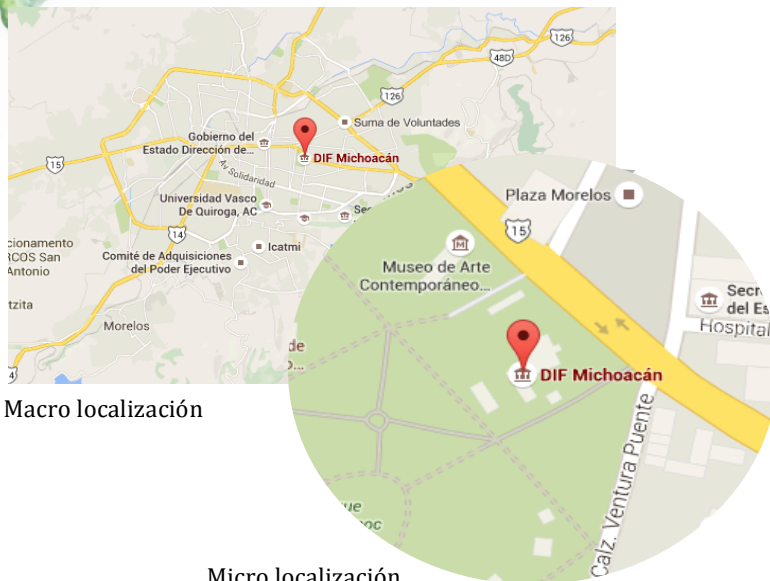 126
48D
126
Suma de Voluntades
Gobierno del
Estado Dirección de...
DIF Michoacán
15
Av Solidaridad
Universidad Vasco
De Quiroga, AC
Icatmi
14
Comité de Adquisiciones
del Poder Ejecutivo
cionamento
RCOS San
Antonio
tzita
Morelos
Macro localización
Plaza Morelos
15
Museo de Arte
Contemporáneo...
Secr
del Es
Hospital
DIF Michoacán
Calz. Ventura Puente
de
Micro localización